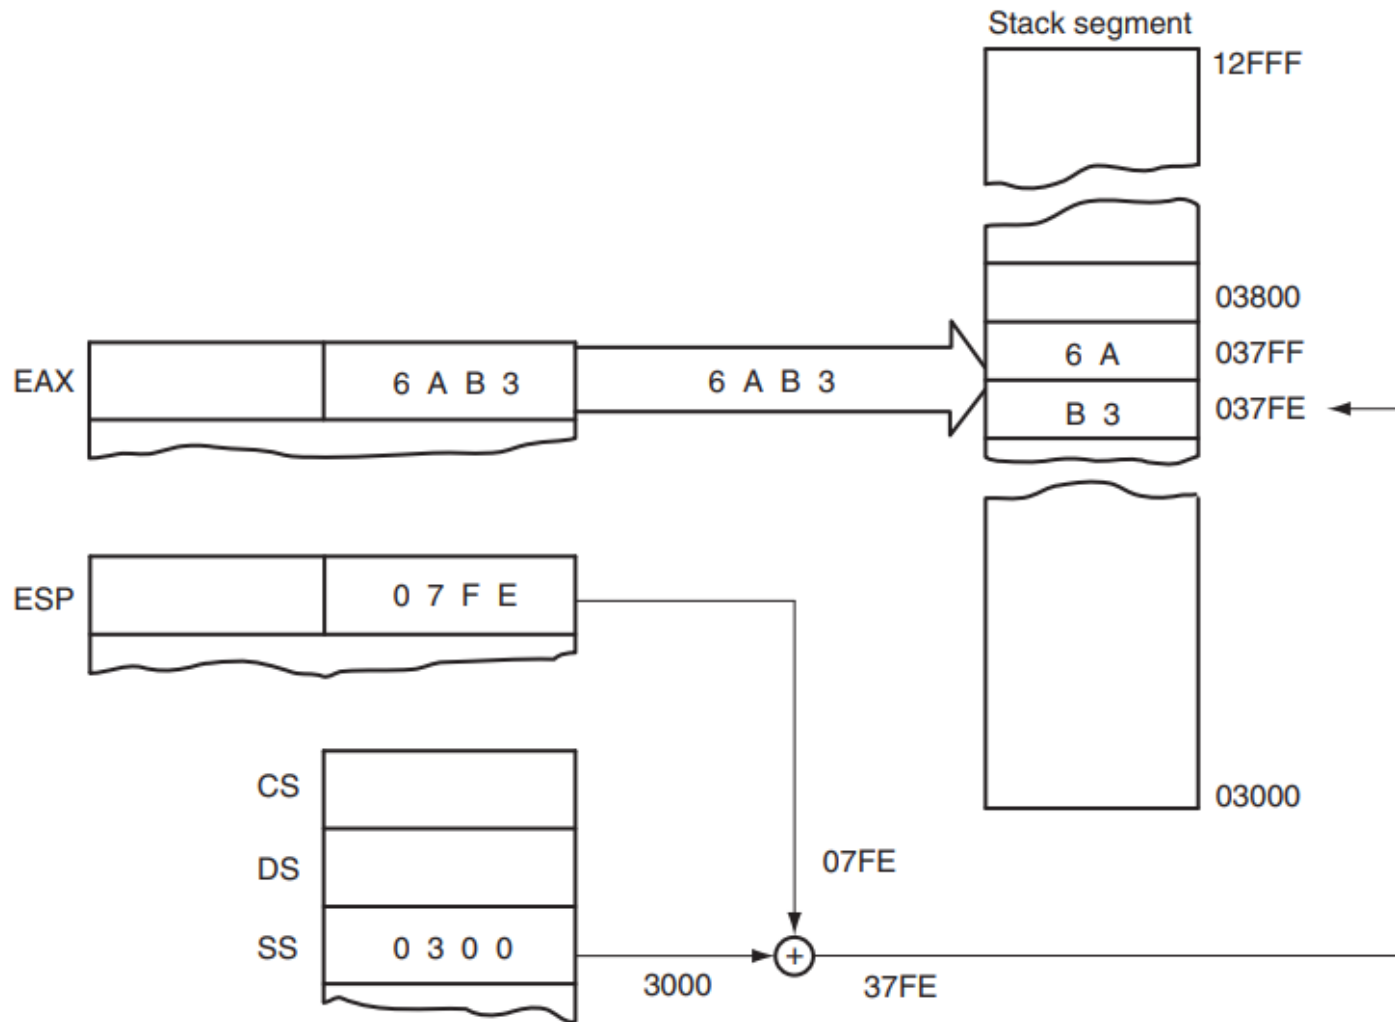 Stack segment
12FFF
03800
6 A 037FF
EAX 6 A B 3 6 A B 3
B 3 037FE
ESP 0 7 F E
CS
03000
DS 07FE
SS 0 3 0 0
3000 + 37FE